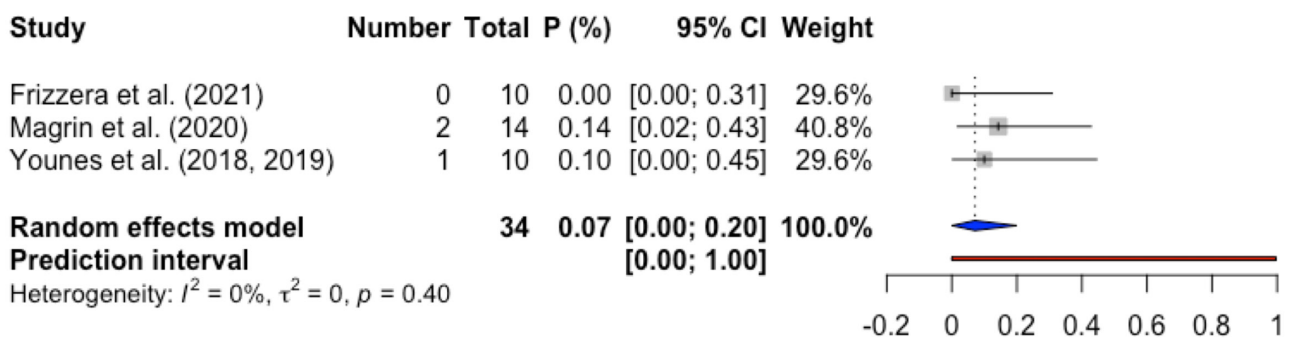 Study Number Total P (%) 95% CI Weight
Frizzera et al. (2021) 0 10 0.00 [0.00; 0.31] 29.6%
Magrin et al. (2020) 2 14 0.14 [0.02; 0.43] 40.8%
Younes et al. (2018, 2019) 1 10 0.10 [0.00; 0.45] 29.6%
Random effects model 34 0.07 [0.00; 0.20] 100.0%
Prediction interval [0.00; 1.00]
Heterogeneity: I² = 0%, τ² = 0, p = 0.40
-0.2 0 0.2 0.4 0.6 0.8 1